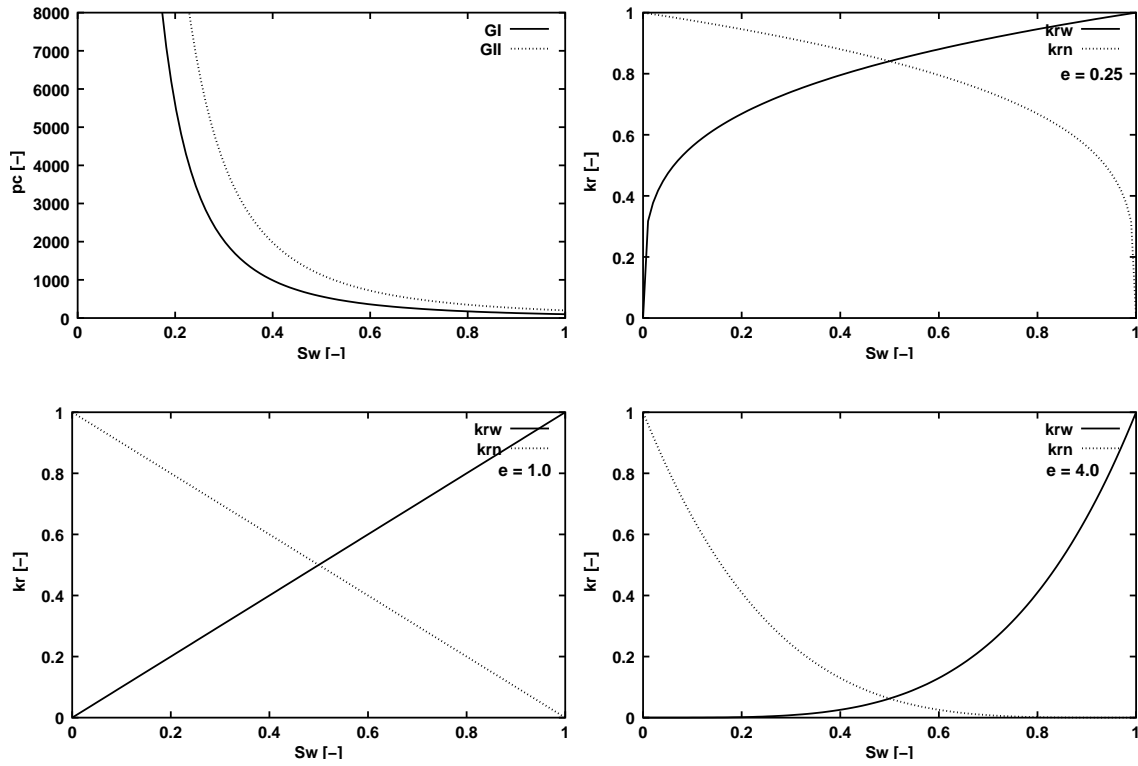 8000
7000
6000
5000
4000
3000
2000
1000
0
pc [−]
GI
GII
0 0.2 0.4 0.6 0.8 1
Sw [−]
1
0.8
0.6
0.4
0.2
0
kr [−]
krw
krn
e = 0.25
0 0.2 0.4 0.6 0.8 1
Sw [−]
1
0.8
0.6
0.4
0.2
0
kr [−]
krw
krn
e = 1.0
0 0.2 0.4 0.6 0.8 1
Sw [−]
1
0.8
0.6
0.4
0.2
0
kr [−]
krw
krn
e = 4.0
0 0.2 0.4 0.6 0.8 1
Sw [−]